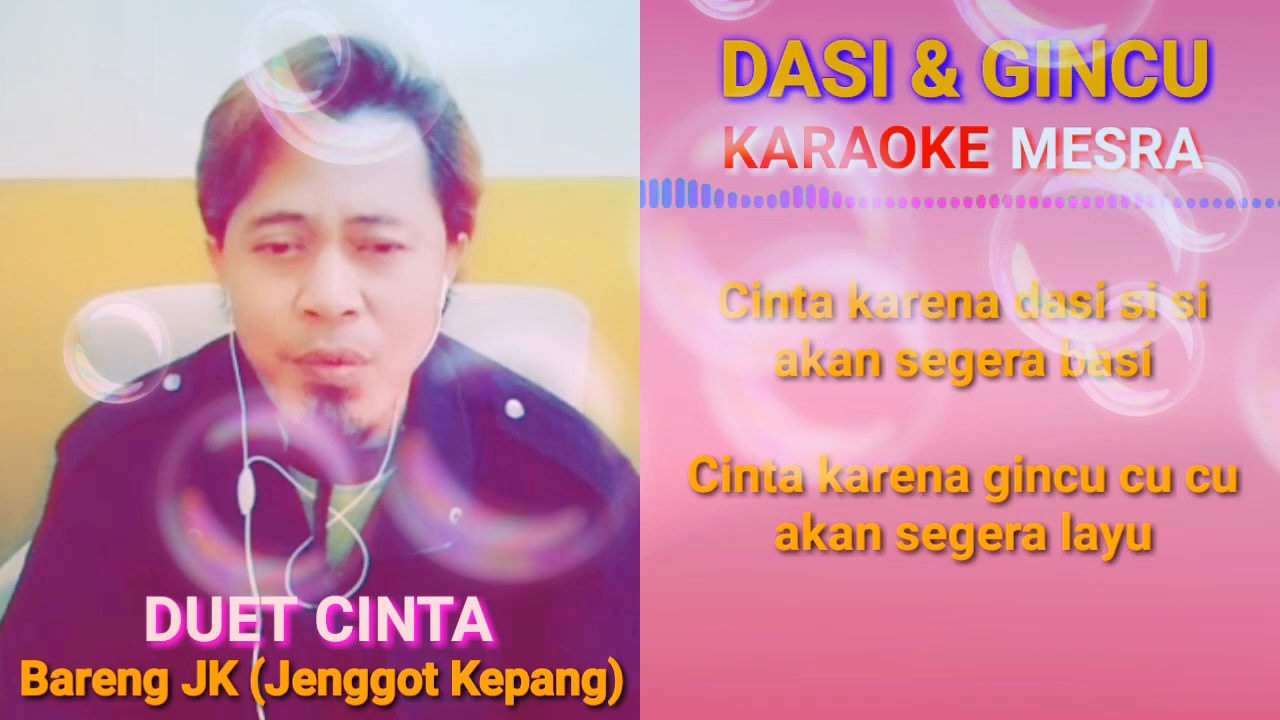 DUET CINTA
Bareng JK (Jenggot Kepang)
DASI & GINCU
KARAOKE MESRA
Cinta karena dasi si si
akan segera basi
Cinta karena gincu cu cu
akan segera layu